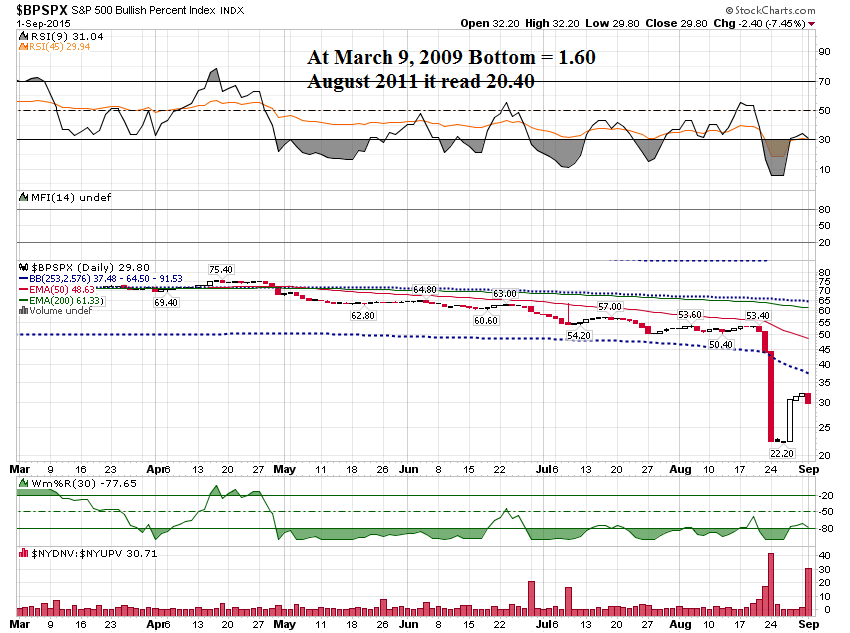 $BPSPX S&P 500 Bullish Percent Index INDX
© StockCharts.com
1-Sep-2015
Open 32.20 High 32.20 Low 29.80 Close 29.80 Chg -2.40 (-7.45%)
RSI(9) 31.04
RSI(45) 29.94
At March 9, 2009 Bottom = 1.60
August 2011 it read 20.40
90
70
50
30
10
MFI(14) undef
80
50
20
$BPSPX (Daily) 29.80
BB(253,2.576) 37.48 - 64.50 - 91.53
EMA(50) 48.63
EMA(200) 61.33
Volume undef
75.40
69.40
62.80
64.80
60.60
63.00
54.20
57.00
53.60
50.40
53.40
22.20
80
75
70
65
60
55
50
45
40
35
30
25
20
Mar 9 16 23 Apr 6 13 20 27 May 11 18 26 Jun 8 15 22 Jul 6 13 20 27 Aug 10 17 24 Sep
Wm%R(30) -77.65
-20
-50
-80
$NYDNV:$NYUPV 30.71
40
30
20
10
0
Mar 9 16 23 Apr 6 13 20 27 May 11 18 26 Jun 8 15 22 Jul 6 13 20 27 Aug 10 17 24 Sep